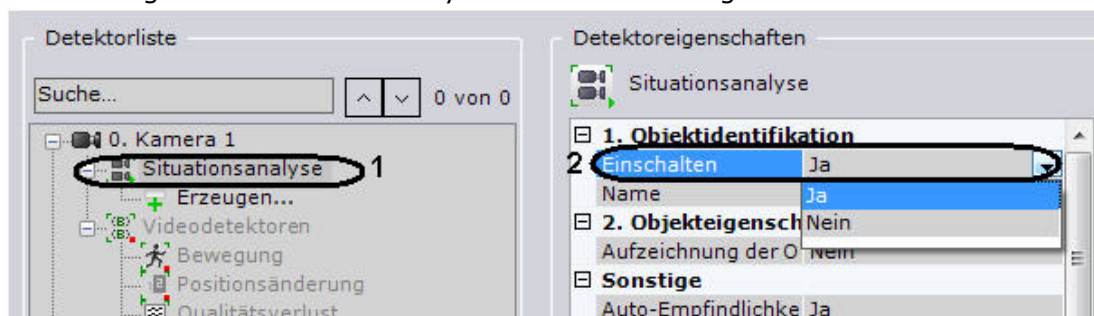 Detektorliste
Suche...
0 von 0
0. Kamera 1
Situationsanalyse
1
Erzeugen...
Videodetektoren
Bewegung
Positionsänderung
Qualitätsverlust
Detektoreigenschaften
Situationsanalyse
1. Objektidentifikation
2
Einschalten Ja
Name Ja
2. Objekteigensch Nein
Aufzeichnung der O Nein
Sonstige
Auto-Empfindlichke Ja